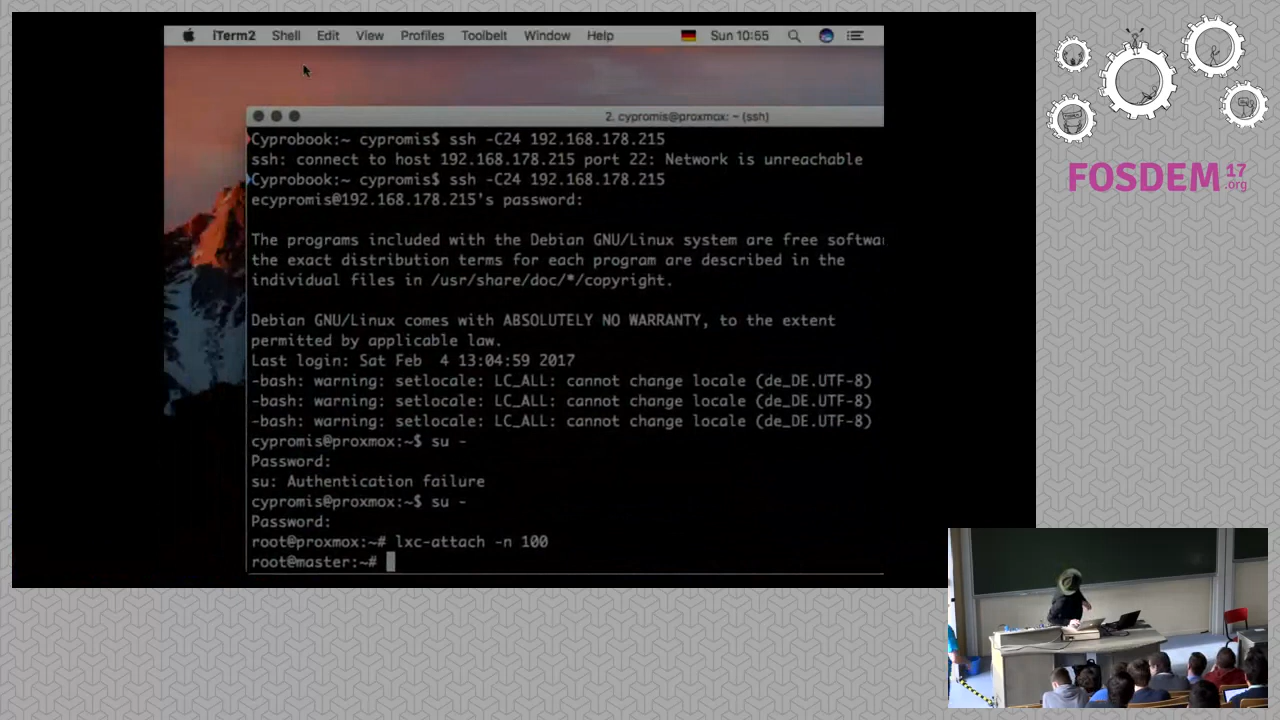 iTerm2 Shell Edit View Profiles Toolbelt Window Help Sun 10:55
2. cypromis@proxmox: ~ (ssh)
Cyprobook:~ cypromis$ ssh -C24 192.168.178.215
ssh: connect to host 192.168.178.215 port 22: Network is unreachable
Cyprobook:~ cypromis$ ssh -C24 192.168.178.215
ecypromis@192.168.178.215's password:
The programs included with the Debian GNU/Linux system are free softwar
the exact distribution terms for each program are described in the
individual files in /usr/share/doc/*/copyright.
Debian GNU/Linux comes with ABSOLUTELY NO WARRANTY, to the extent
permitted by applicable law.
Last login: Sat Feb  4 13:04:59 2017
-bash: warning: setlocale: LC_ALL: cannot change locale (de_DE.UTF-8)
-bash: warning: setlocale: LC_ALL: cannot change locale (de_DE.UTF-8)
-bash: warning: setlocale: LC_ALL: cannot change locale (de_DE.UTF-8)
cypromis@proxmox:~$ su -
Password:
su: Authentication failure
cypromis@proxmox:~$ su -
Password:
root@proxmox:~# lxc-attach -n 100
root@master:~#
FOSDEM 17 .org